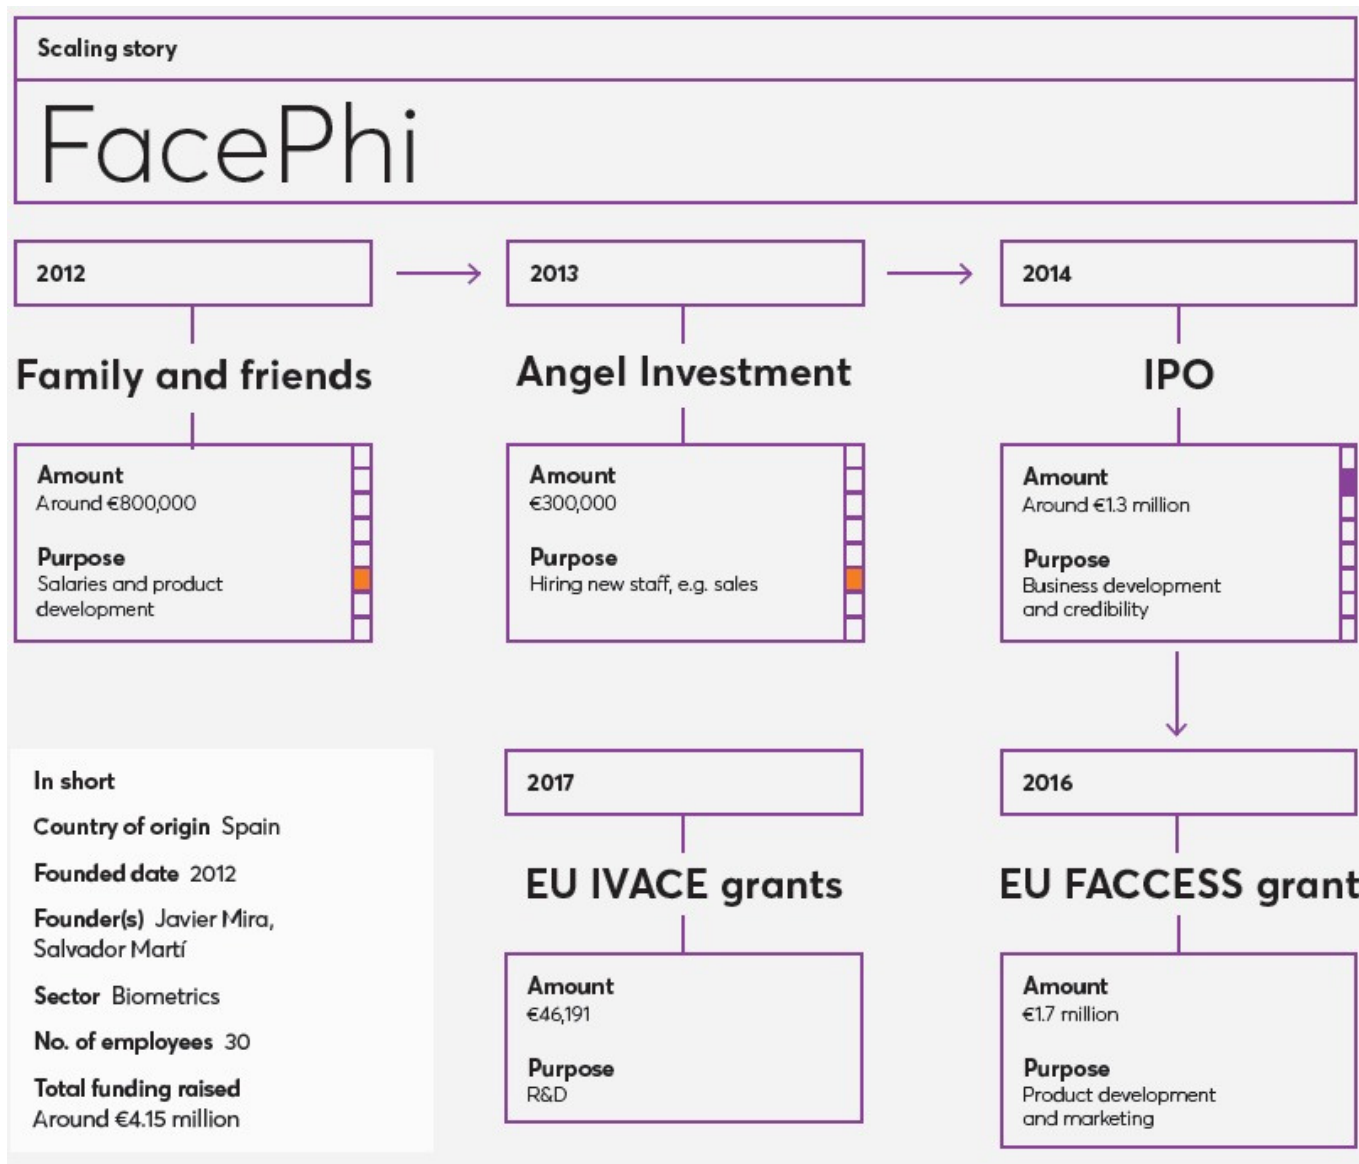 Scaling story
FacePhi
2012
2013
2014
Family and friends
Angel Investment
IPO
Amount
Around €800,000
Purpose
Salaries and product
development
Amount
€300,000
Purpose
Hiring new staff, e.g. sales
Amount
Around €1.3 million
Purpose
Business development
and credibility
2016
EU FACCESS grant
Amount
€1.7 million
Purpose
Product development
and marketing
2017
EU IVACE grants
Amount
€46,191
Purpose
R&D
In short
Country of origin Spain
Founded date 2012
Founder(s) Javier Mira,
Salvador Martí
Sector Biometrics
No. of employees 30
Total funding raised
Around €4.15 million